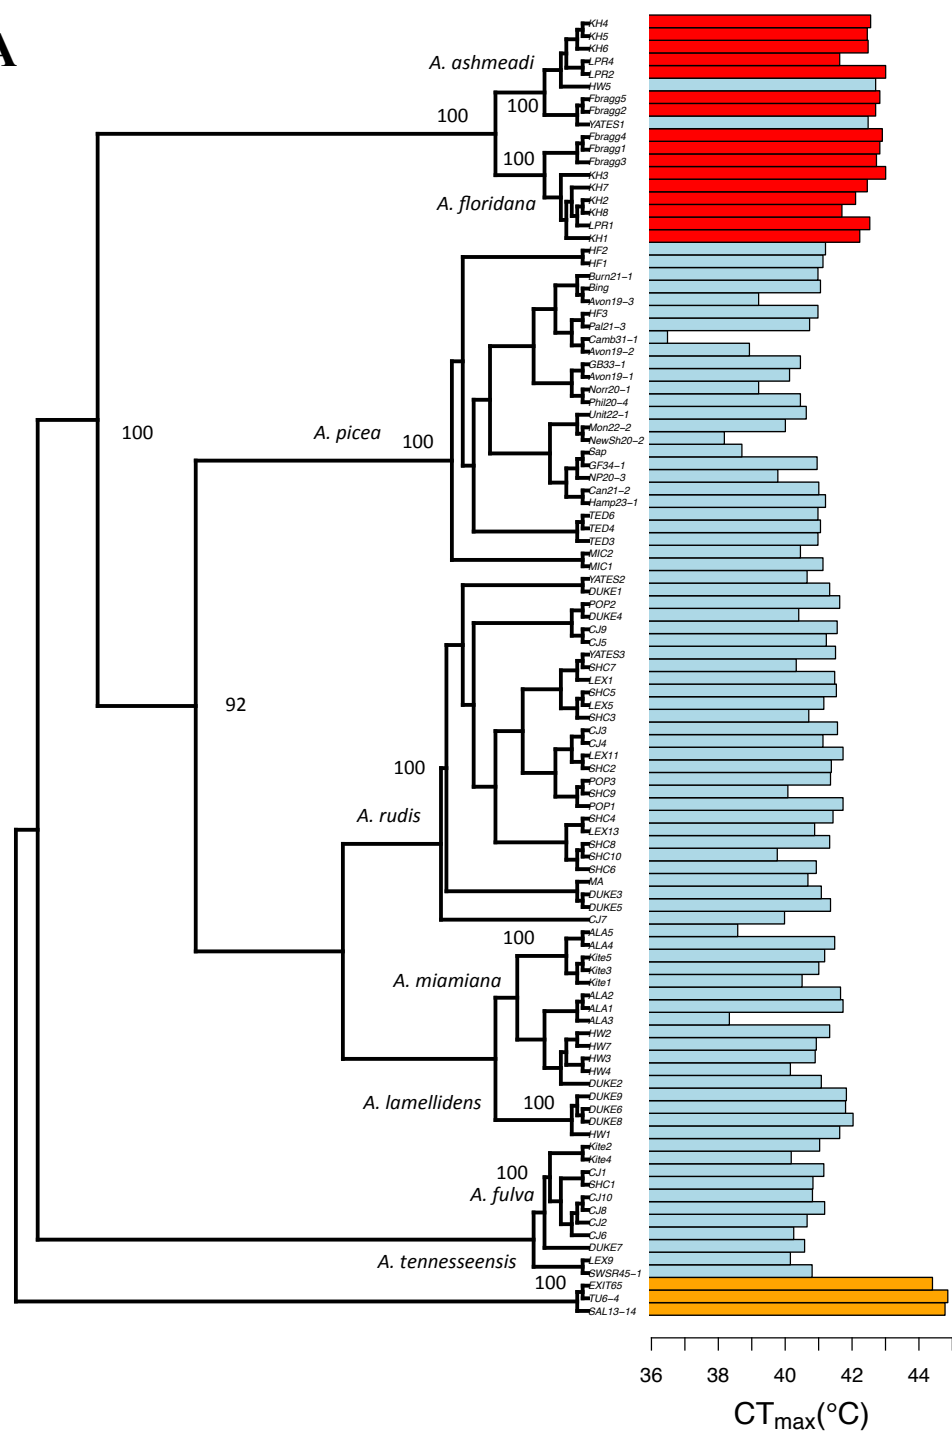 A
KH4
KH5
KH6
A. ashmeadi
LPR4
LPR2
HW5
100
Fbragg5
100
Fbragg2
YATES1
Fbragg4
100
Fbragg1
Fbragg3
KH3
KH7
A. floridana
KH2
KH8
LPR1
KH1
HF2
HF1
Burn21-1
Bing
Avon19-3
HF3
Pal21-3
Camb31-1
Avon19-2
GB33-1
Avon19-1
Norr20-1
Phil20-4
Unit22-1
100
A. picea
100
Mon22-2
NewSh20-2
Sap
GF34-1
NP20-3
Can21-2
Hamp23-1
TED6
TED4
TED3
MIC2
MIC1
YATES2
DUKE1
POP2
DUKE4
CJ9
CJ5
YATES3
SHC7
LEX1
SHC5
92
LEX5
SHC3
CJ3
CJ4
LEX11
100
SHC2
POP3
SHC9
POP1
A. rudis
SHC4
LEX13
SHC8
SHC10
SHC6
MA
DUKE3
DUKE5
CJ7
100
ALA5
ALA4
Kite5
Kite3
A. miamiana
Kite1
ALA2
ALA1
ALA3
HW2
HW7
HW3
HW4
DUKE2
A. lamellidens
100
DUKE9
DUKE6
DUKE8
HW1
Kite2
Kite4
100
CJ1
SHC1
A. fulva
CJ10
CJ8
CJ2
CJ6
DUKE7
A. tennesseensis
LEX9
SWSR45-1
100
EXIT65
TU6-4
SAL13-14
36 38 40 42 44
CTmax(°C)